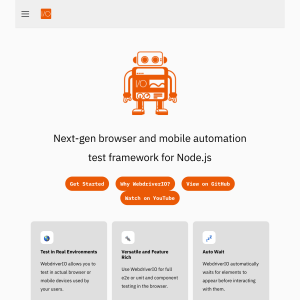 I/O
I/O
Next-gen browser and mobile automation
test framework for Node.js
Get Started
Why WebdriverIO?
View on GitHub
Watch on YouTube
Test in Real Environments
WebdriverIO allows you to
test in actual browser or
mobile devices used by
your users.
Versatile and Feature
Rich
Use WebdriverIO for full
e2e or unit and component
testing in the browser.
Auto Wait
WebdriverIO automatically
waits for elements to
appear before interacting
with them.